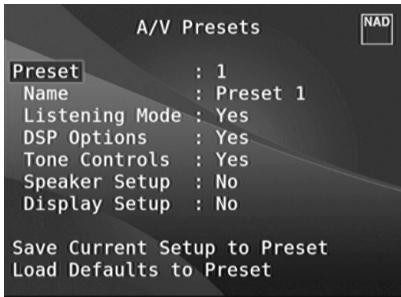 A/V Presets
NAD
Preset : 1
Name : Preset 1
Listening Mode : Yes
DSP Options : Yes
Tone Controls : Yes
Speaker Setup : No
Display Setup : No
Save Current Setup to Preset
Load Defaults to Preset